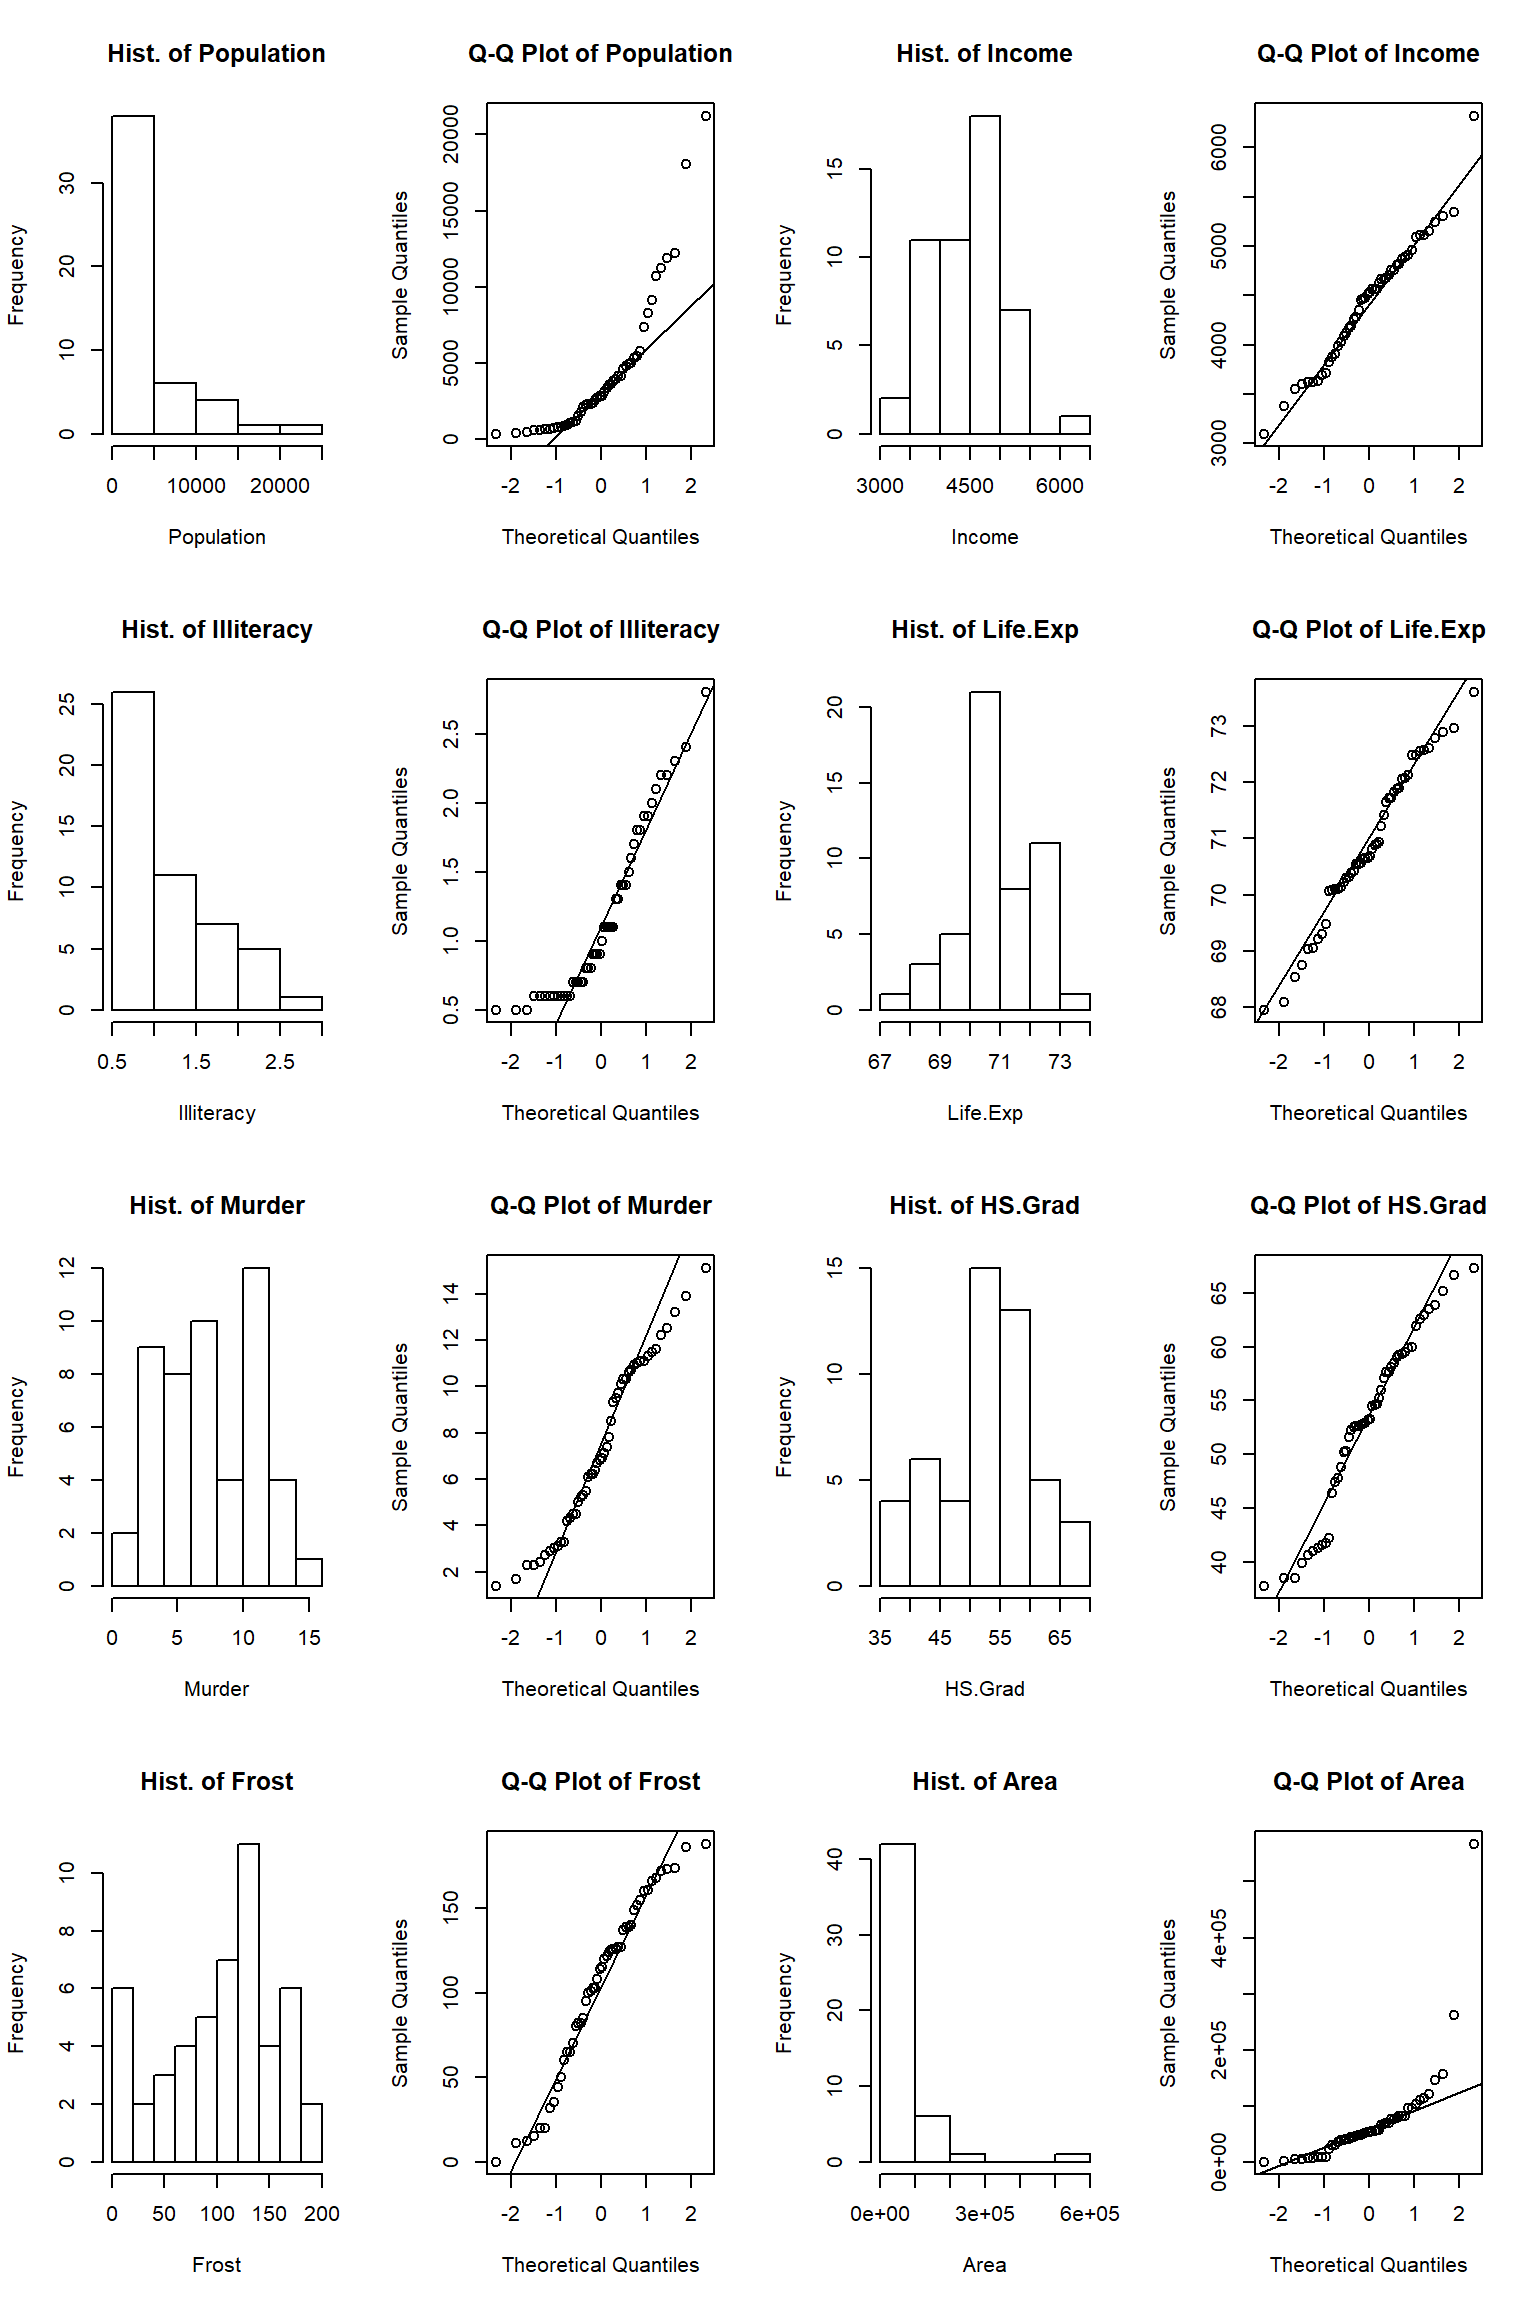 Hist. of Population
Frequency
0 10 20 30
0 10000 20000
Population
Q-Q Plot of Population
Sample Quantiles
0 5000 10000 15000 20000
-2 -1 0 1 2
Theoretical Quantiles
Hist. of Income
Frequency
0 5 10 15
3000 4500 6000
Income
Q-Q Plot of Income
Sample Quantiles
3000 4000 5000 6000
-2 -1 0 1 2
Theoretical Quantiles
Hist. of Illiteracy
Frequency
0 5 10 15 20 25
0.5 1.5 2.5
Illiteracy
Q-Q Plot of Illiteracy
Sample Quantiles
0.5 1.0 1.5 2.0 2.5
-2 -1 0 1 2
Theoretical Quantiles
Hist. of Life.Exp
Frequency
0 5 10 15 20
67 69 71 73
Life.Exp
Q-Q Plot of Life.Exp
Sample Quantiles
68 69 70 71 72 73
-2 -1 0 1 2
Theoretical Quantiles
Hist. of Murder
Frequency
0 2 4 6 8 10 12
0 5 10 15
Murder
Q-Q Plot of Murder
Sample Quantiles
2 4 6 8 10 12 14
-2 -1 0 1 2
Theoretical Quantiles
Hist. of HS.Grad
Frequency
0 5 10 15
35 45 55 65
HS.Grad
Q-Q Plot of HS.Grad
Sample Quantiles
40 45 50 55 60 65
-2 -1 0 1 2
Theoretical Quantiles
Hist. of Frost
Frequency
0 2 4 6 8 10
0 50 100 150 200
Frost
Q-Q Plot of Frost
Sample Quantiles
0 50 100 150
-2 -1 0 1 2
Theoretical Quantiles
Hist. of Area
Frequency
0 10 20 30 40
0e+00 3e+05 6e+05
Area
Q-Q Plot of Area
Sample Quantiles
0e+00 2e+05 4e+05
-2 -1 0 1 2
Theoretical Quantiles